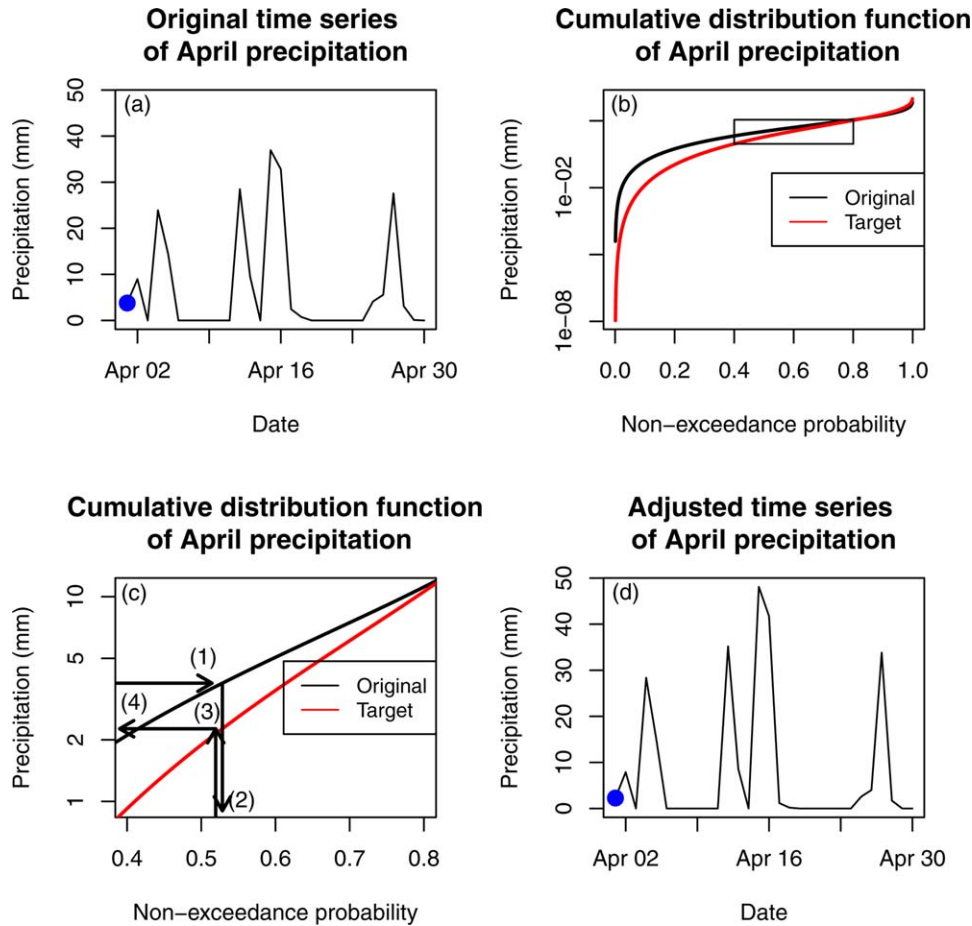 Original time series
of April precipitation
(a)
Precipitation (mm)
50
40
30
20
10
0
Apr 02
Apr 16
Apr 30
Date
Cumulative distribution function
of April precipitation
(b)
Precipitation (mm)
1e−02
1e−08
Original
Target
0.0
0.2
0.4
0.6
0.8
1.0
Non−exceedance probability
Cumulative distribution function
of April precipitation
(c)
Precipitation (mm)
10
5
2
1
(1)
(4)
(3)
(2)
Original
Target
0.4
0.5
0.6
0.7
0.8
Non−exceedance probability
Adjusted time series
of April precipitation
(d)
Precipitation (mm)
50
40
30
20
10
0
Apr 02
Apr 16
Apr 30
Date